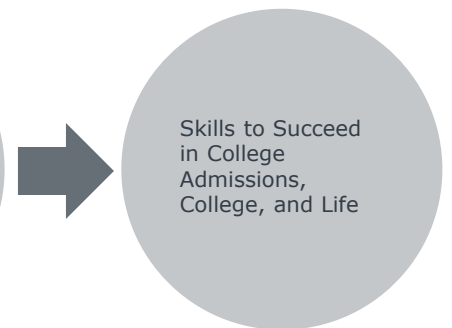 Skills to Succeed
in College
Admissions,
College, and Life